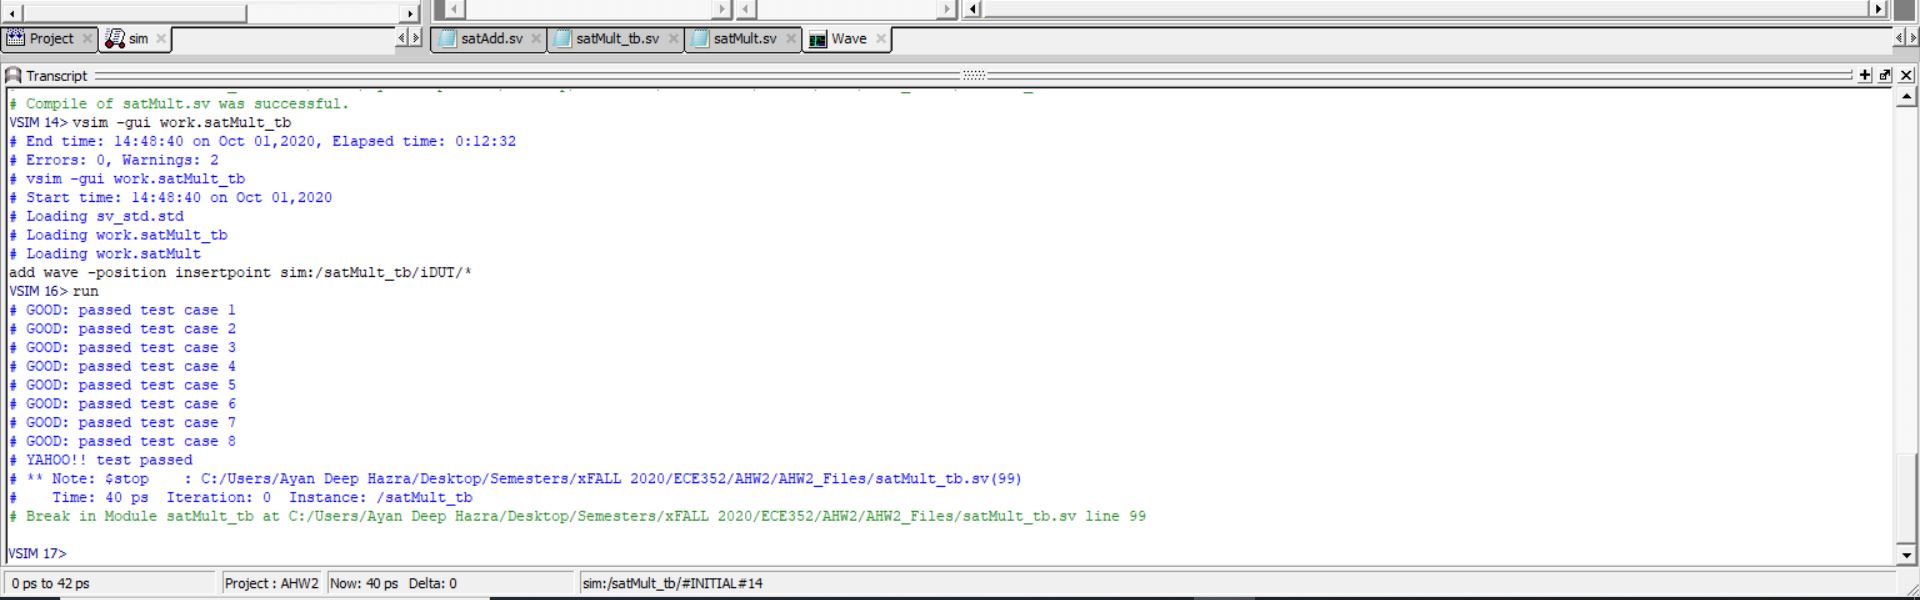 Project
sim
satAdd.sv
satMult_tb.sv
satMult.sv
Wave
Transcript
# Compile of satMult.sv was successful.
VSIM 14> vsim -gui work.satMult_tb
# End time: 14:48:40 on Oct 01,2020, Elapsed time: 0:12:32
# Errors: 0, Warnings: 2
# vsim -gui work.satMult_tb
# Start time: 14:48:40 on Oct 01,2020
# Loading sv_std.std
# Loading work.satMult_tb
# Loading work.satMult
add wave -position insertpoint sim:/satMult_tb/iDUT/*
VSIM 16> run
# GOOD: passed test case 1
# GOOD: passed test case 2
# GOOD: passed test case 3
# GOOD: passed test case 4
# GOOD: passed test case 5
# GOOD: passed test case 6
# GOOD: passed test case 7
# GOOD: passed test case 8
# YAHOO!! test passed
# ** Note: $stop    : C:/Users/Ayan Deep Hazra/Desktop/Semesters/xFALL 2020/ECE352/AHW2/AHW2_Files/satMult_tb.sv(99)
#    Time: 40 ps  Iteration: 0  Instance: /satMult_tb
# Break in Module satMult_tb at C:/Users/Ayan Deep Hazra/Desktop/Semesters/xFALL 2020/ECE352/AHW2/AHW2_Files/satMult_tb.sv line 99
VSIM 17>
0 ps to 42 ps
Project : AHW2
Now: 40 ps  Delta: 0
sim:/satMult_tb/#INITIAL#14